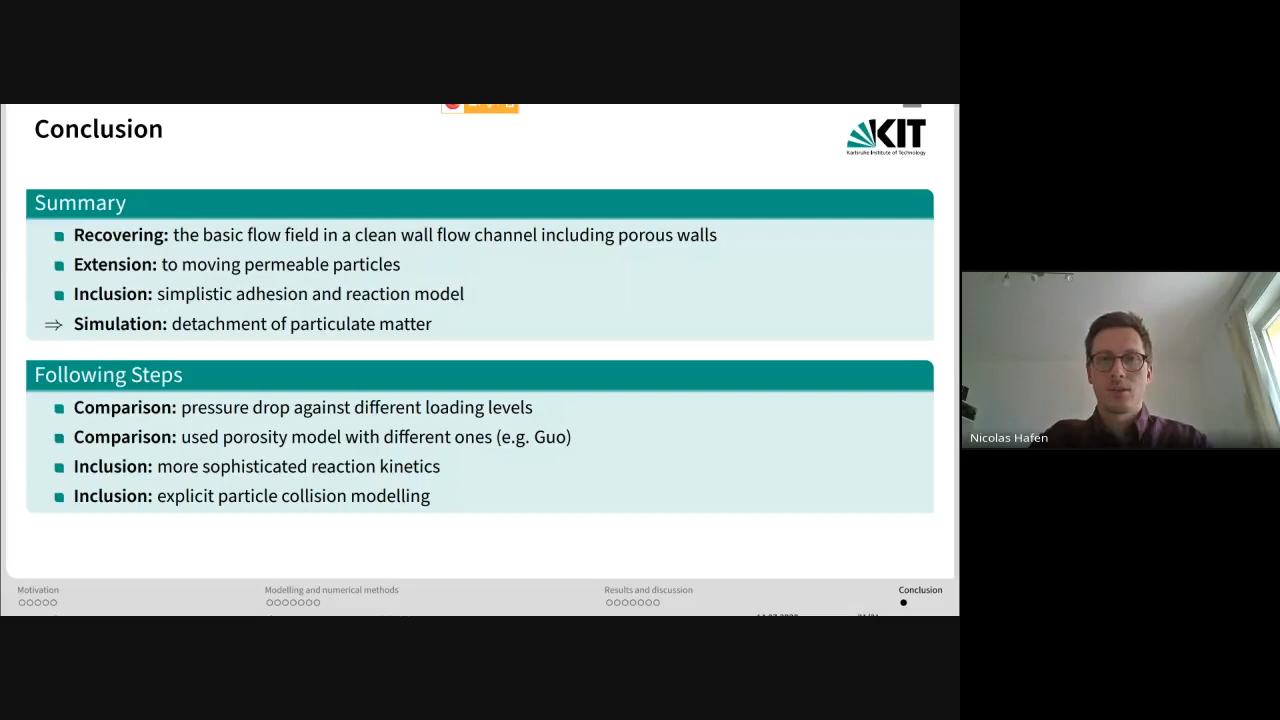 Conclusion
KIT
Karlsruhe Institute of Technology
Summary
Recovering: the basic flow field in a clean wall flow channel including porous walls
Extension: to moving permeable particles
Inclusion: simplistic adhesion and reaction model
⇒ Simulation: detachment of particulate matter
Following Steps
Comparison: pressure drop against different loading levels
Comparison: used porosity model with different ones (e.g. Guo)
Inclusion: more sophisticated reaction kinetics
Inclusion: explicit particle collision modelling
Nicolas Hafen
Motivation
Modelling and numerical methods
Results and discussion
Conclusion